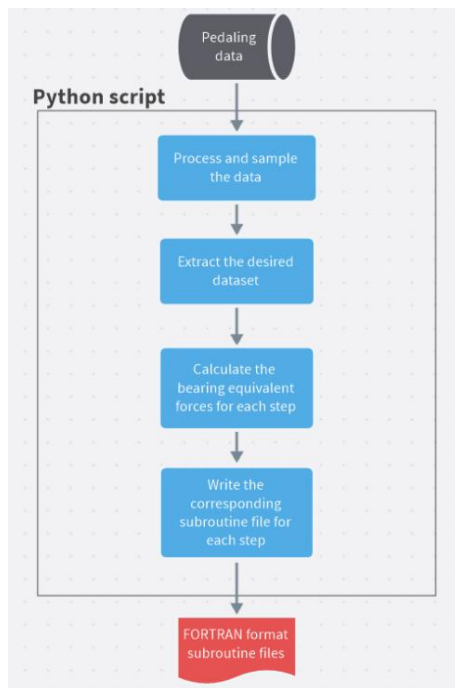 Pedaling
data
Python script
Process and sample
the data
Extract the desired
dataset
Calculate the
bearing equivalent
forces for each step
Write the
corresponding
subroutine file for
each step
FORTRAN format
subroutine files